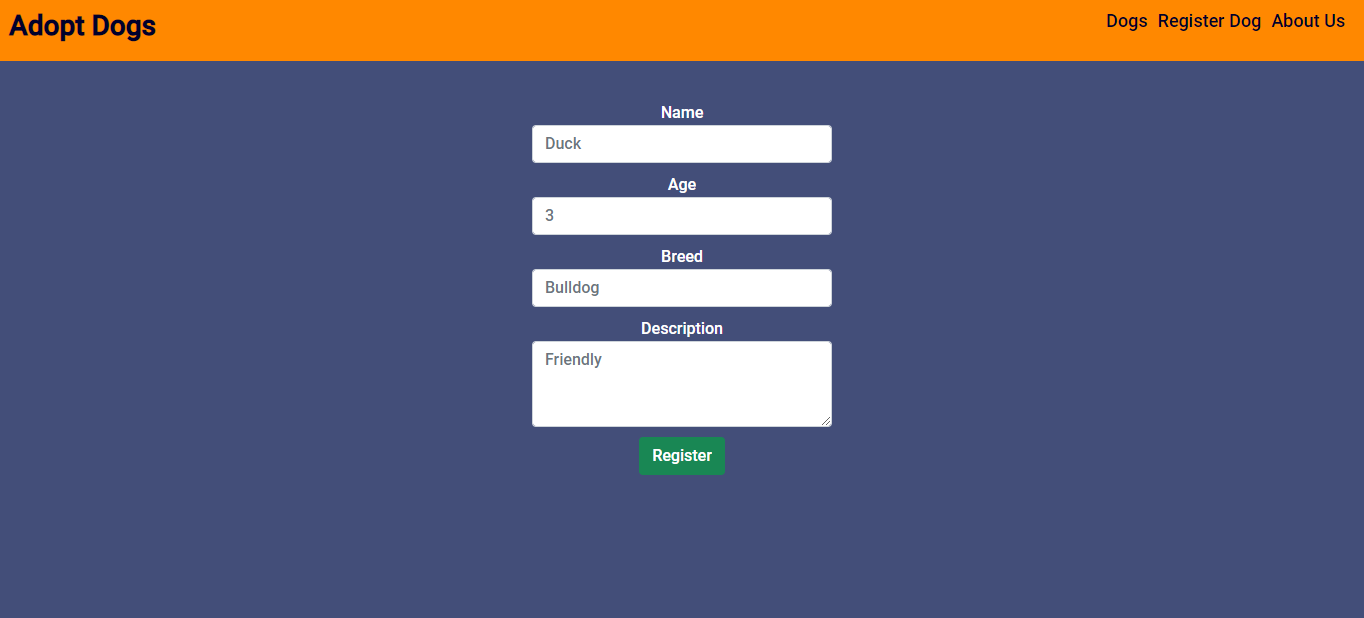 Adopt Dogs
Dogs Register Dog About Us
Name
Duck
Age
3
Breed
Bulldog
Description
Friendly
Register